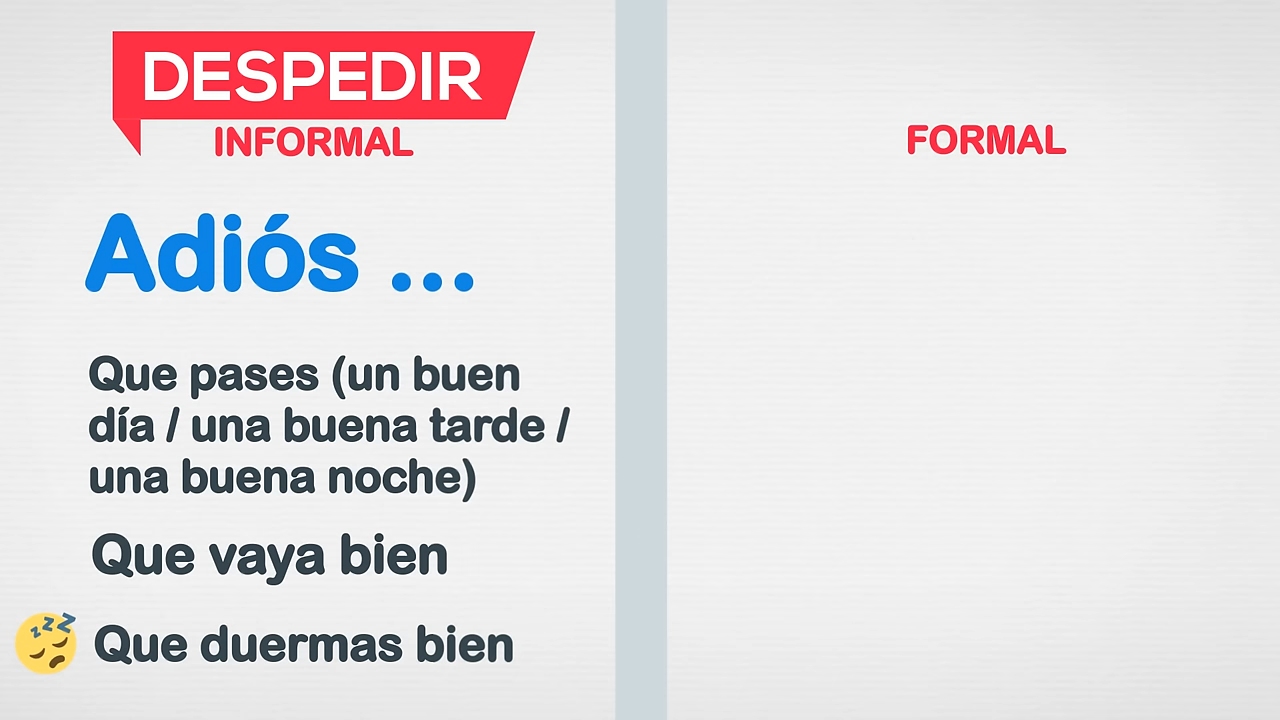 DESPEDIR
INFORMAL
Adiós ...
Que pases (un buen
día / una buena tarde /
una buena noche)
Que vaya bien
Que duermas bien
FORMAL